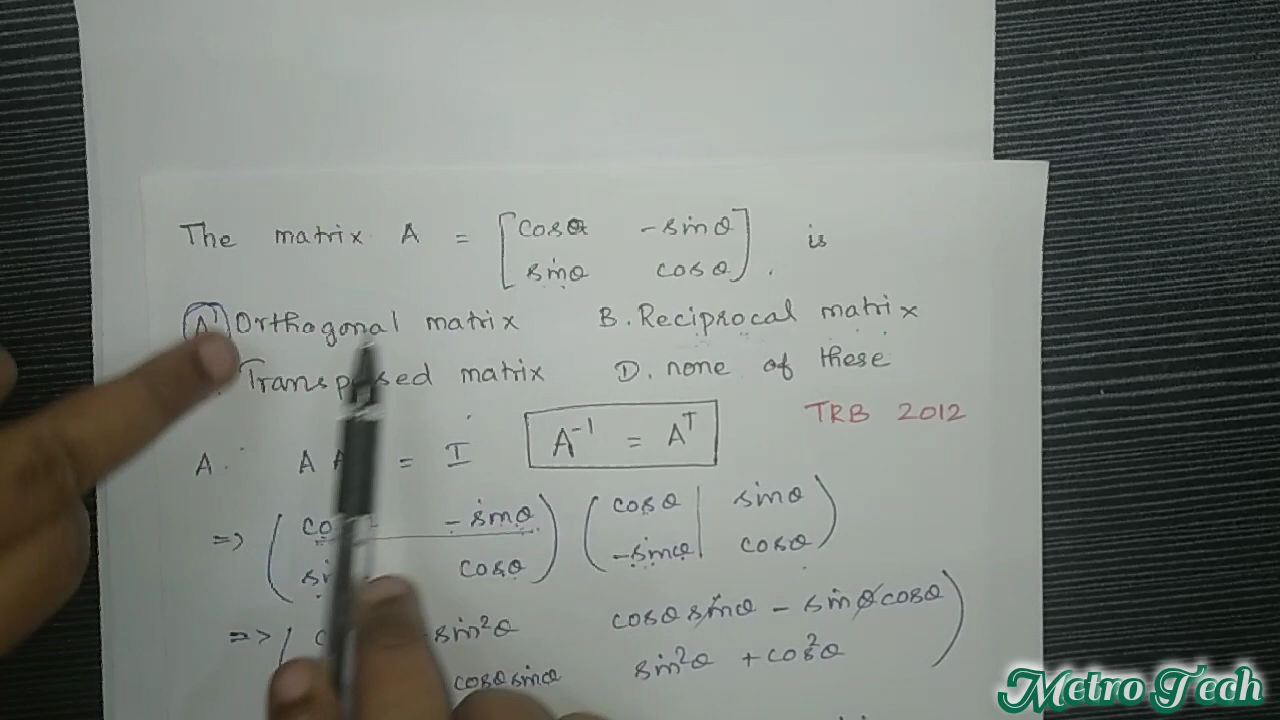 The matrix A = [cosθ -sinθ] is
[sinθ cosθ].
A) Orthogonal matrix B. Reciprocal matrix
Transposed matrix D. none of these
TRB 2012
A. A A = I A⁻¹ = Aᵀ
=> ( -sinθ) (cosθ sinθ)
( cosθ) (-sinθ cosθ)
=> ( sin²θ cosθ sinθ - sinθ cosθ)
cosθ sinθ sin²θ + cos²θ
Metro Tech